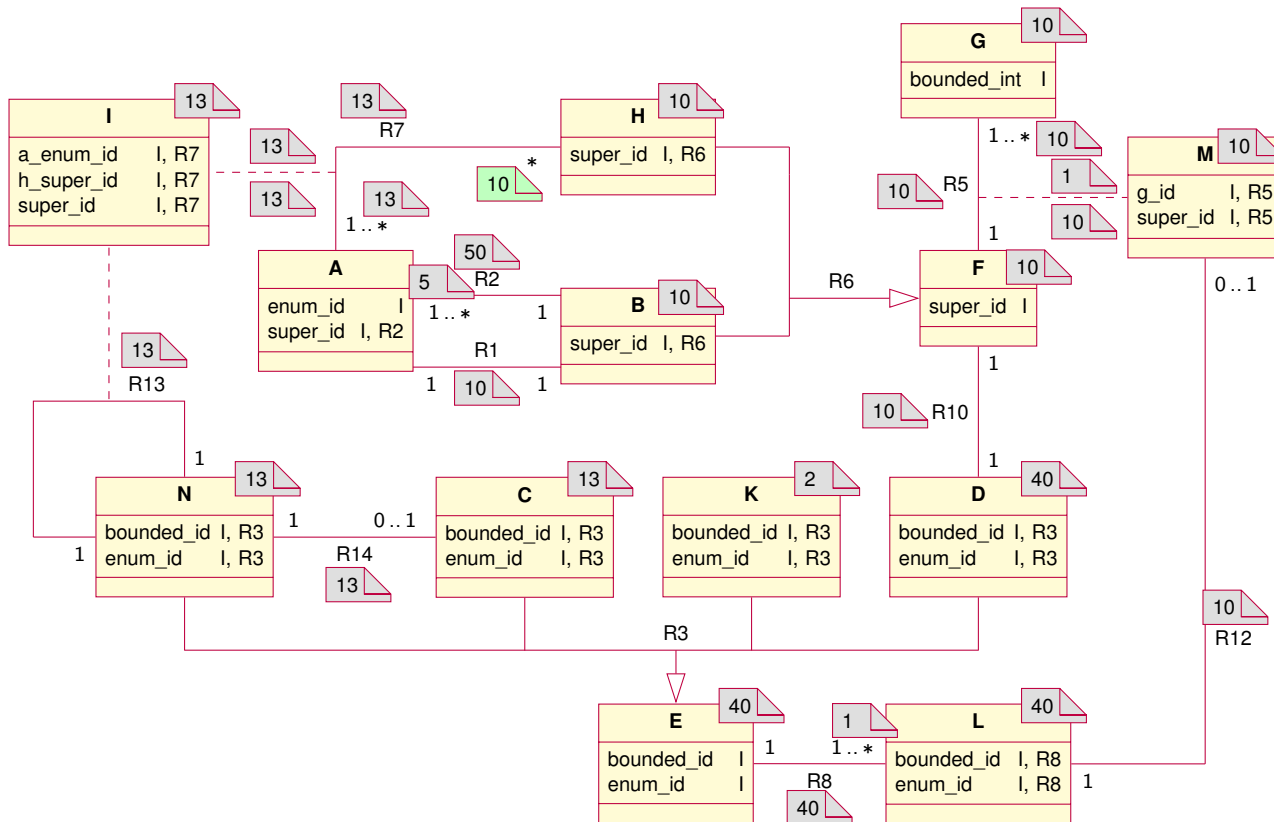 G
10
bounded_int I
1..*
10
I
13
a_enum_id I, R7
h_super_id I, R7
super_id I, R7
13
R7
13
13
13
1..*
H
10
super_id I, R6
*
10
M
10
g_id I, R5
super_id I, R5
1
10
10
R5
1
0..1
A
5
enum_id I
super_id I, R2
50
R2
1..*
1
B
10
super_id I, R6
R1
1
10
1
R6
F
10
super_id I
1
10
R10
1
13
R13
1
1
N
13
bounded_id I, R3
enum_id I, R3
1
0..1
R14
13
C
13
bounded_id I, R3
enum_id I, R3
K
2
bounded_id I, R3
enum_id I, R3
D
40
bounded_id I, R3
enum_id I, R3
R3
10
R12
E
40
bounded_id I
enum_id I
1
1
1..*
R8
40
L
40
bounded_id I, R8
enum_id I, R8
1